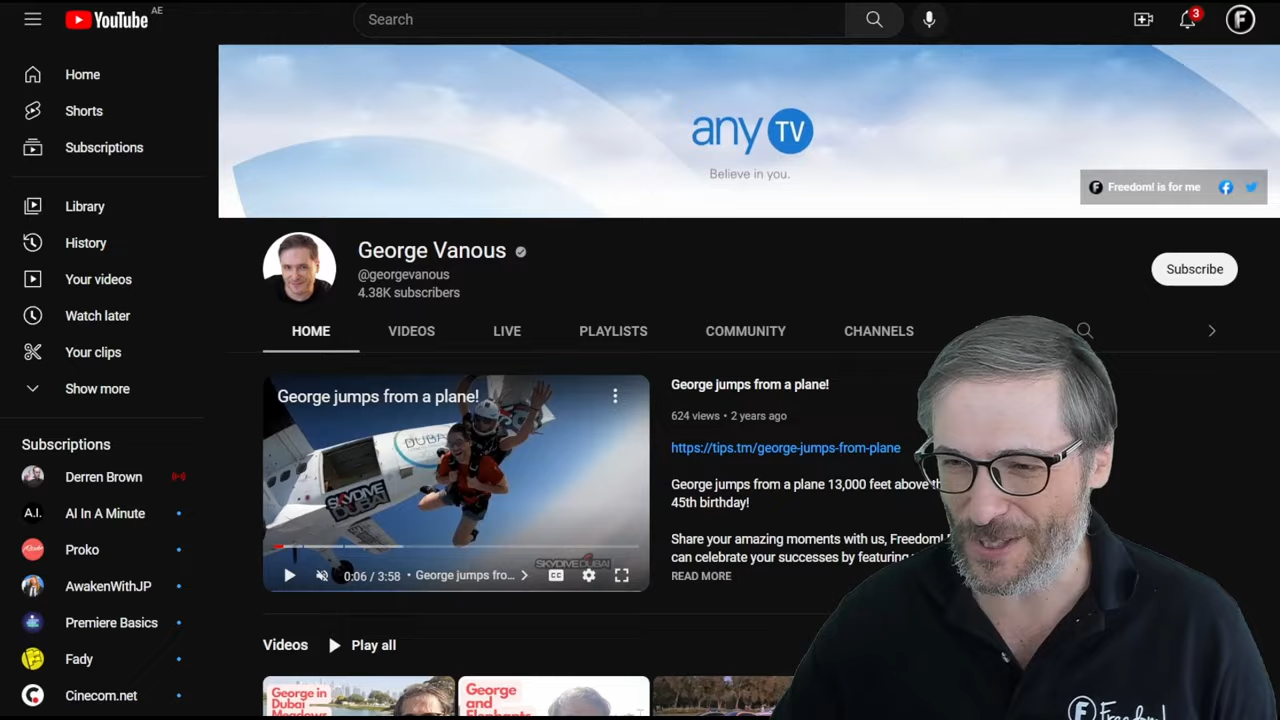 YouTube AE
Search
3
Home
Shorts
Subscriptions
Library
History
Your videos
Watch later
Your clips
Show more
Subscriptions
Derren Brown
A.I. AI In A Minute
Proko
AwakenWithJP
Premiere Basics
Fady
Cinecom.net
any TV
Believe in you.
Freedom! is for me
George Vanous
@georgevanous
4.38K subscribers
Subscribe
HOME VIDEOS LIVE PLAYLISTS COMMUNITY CHANNELS
George jumps from a plane!
DUBAI
SKYDIVE
DUBAI
SKYDIVE DUBAI
0:06 / 3:58 • George jumps fro...
George jumps from a plane!
624 views • 2 years ago
https://tips.tm/george-jumps-from-plane
George jumps from a plane 13,000 feet above
45th birthday!
Share your amazing moments with us, Freedom!
can celebrate your successes by featuring
READ MORE
Videos Play all
George in
Dubai
Meadows
George
and
Elephants
Freedom!